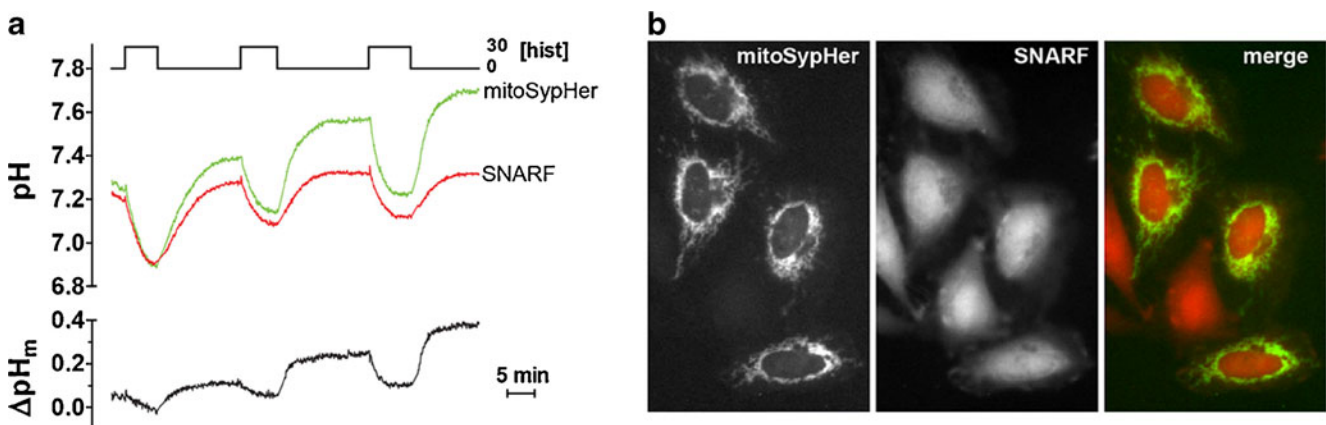 a
30 [hist]
0
7.8
7.6
7.4
7.2
7.0
6.8
pH
mitoSypHer
SNARF
0.4
0.2
0.0
ΔpHm
5 min
b
mitoSypHer
SNARF
merge